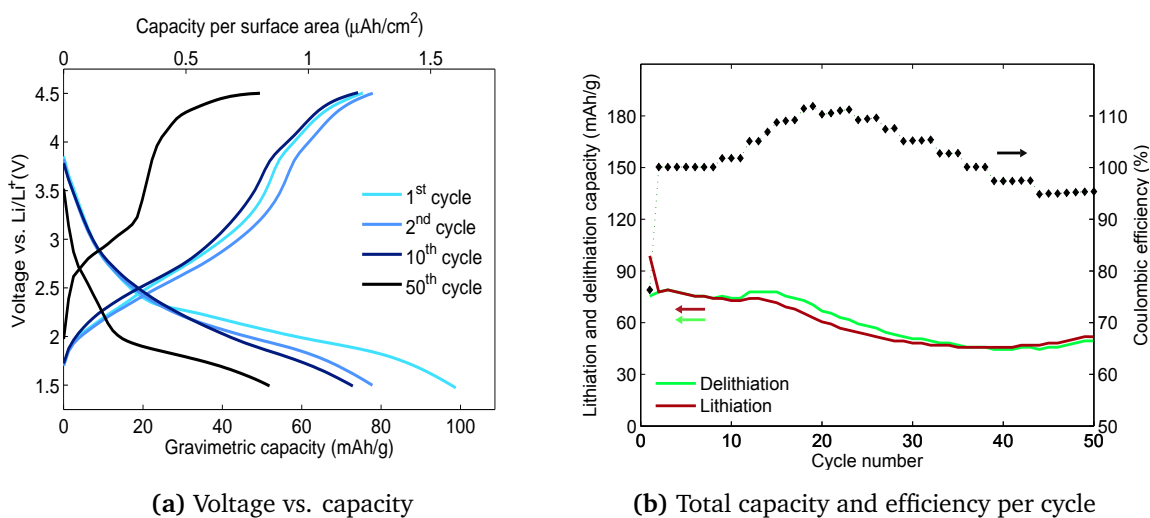 Capacity per surface area (μAh/cm²)
0 0.5 1 1.5
4.5
4
3.5
3
2.5
2
1.5
Voltage vs. Li/Li⁺(V)
1ˢᵗ cycle
2ⁿᵈ cycle
10ᵗʰ cycle
50ᵗʰ cycle
0 20 40 60 80 100
Gravimetric capacity (mAh/g)
(a) Voltage vs. capacity
Lithiation and delithiation capacity (mAh/g)
180
150
120
90
60
30
0
110
100
90
80
70
60
50
Coulombic efficiency (%)
Delithiation
Lithiation
0 10 20 30 40 50
Cycle number
(b) Total capacity and efficiency per cycle